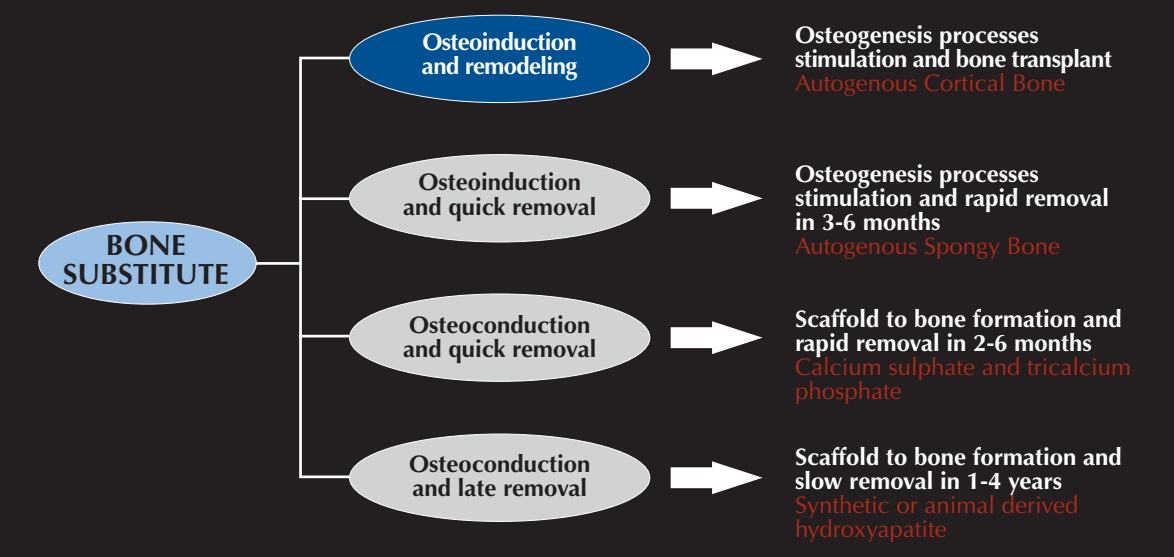 Osteoinduction
and remodeling
Osteogenesis processes
stimulation and bone transplant
Autogenous Cortical Bone
Osteoinduction
and quick removal
Osteogenesis processes
stimulation and rapid removal
in 3-6 months
Autogenous Spongy Bone
BONE
SUBSTITUTE
Osteoconduction
and quick removal
Scaffold to bone formation and
rapid removal in 2-6 months
Calcium sulphate and tricalcium
phosphate
Osteoconduction
and late removal
Scaffold to bone formation and
slow removal in 1-4 years
Synthetic or animal derived
hydroxyapatite